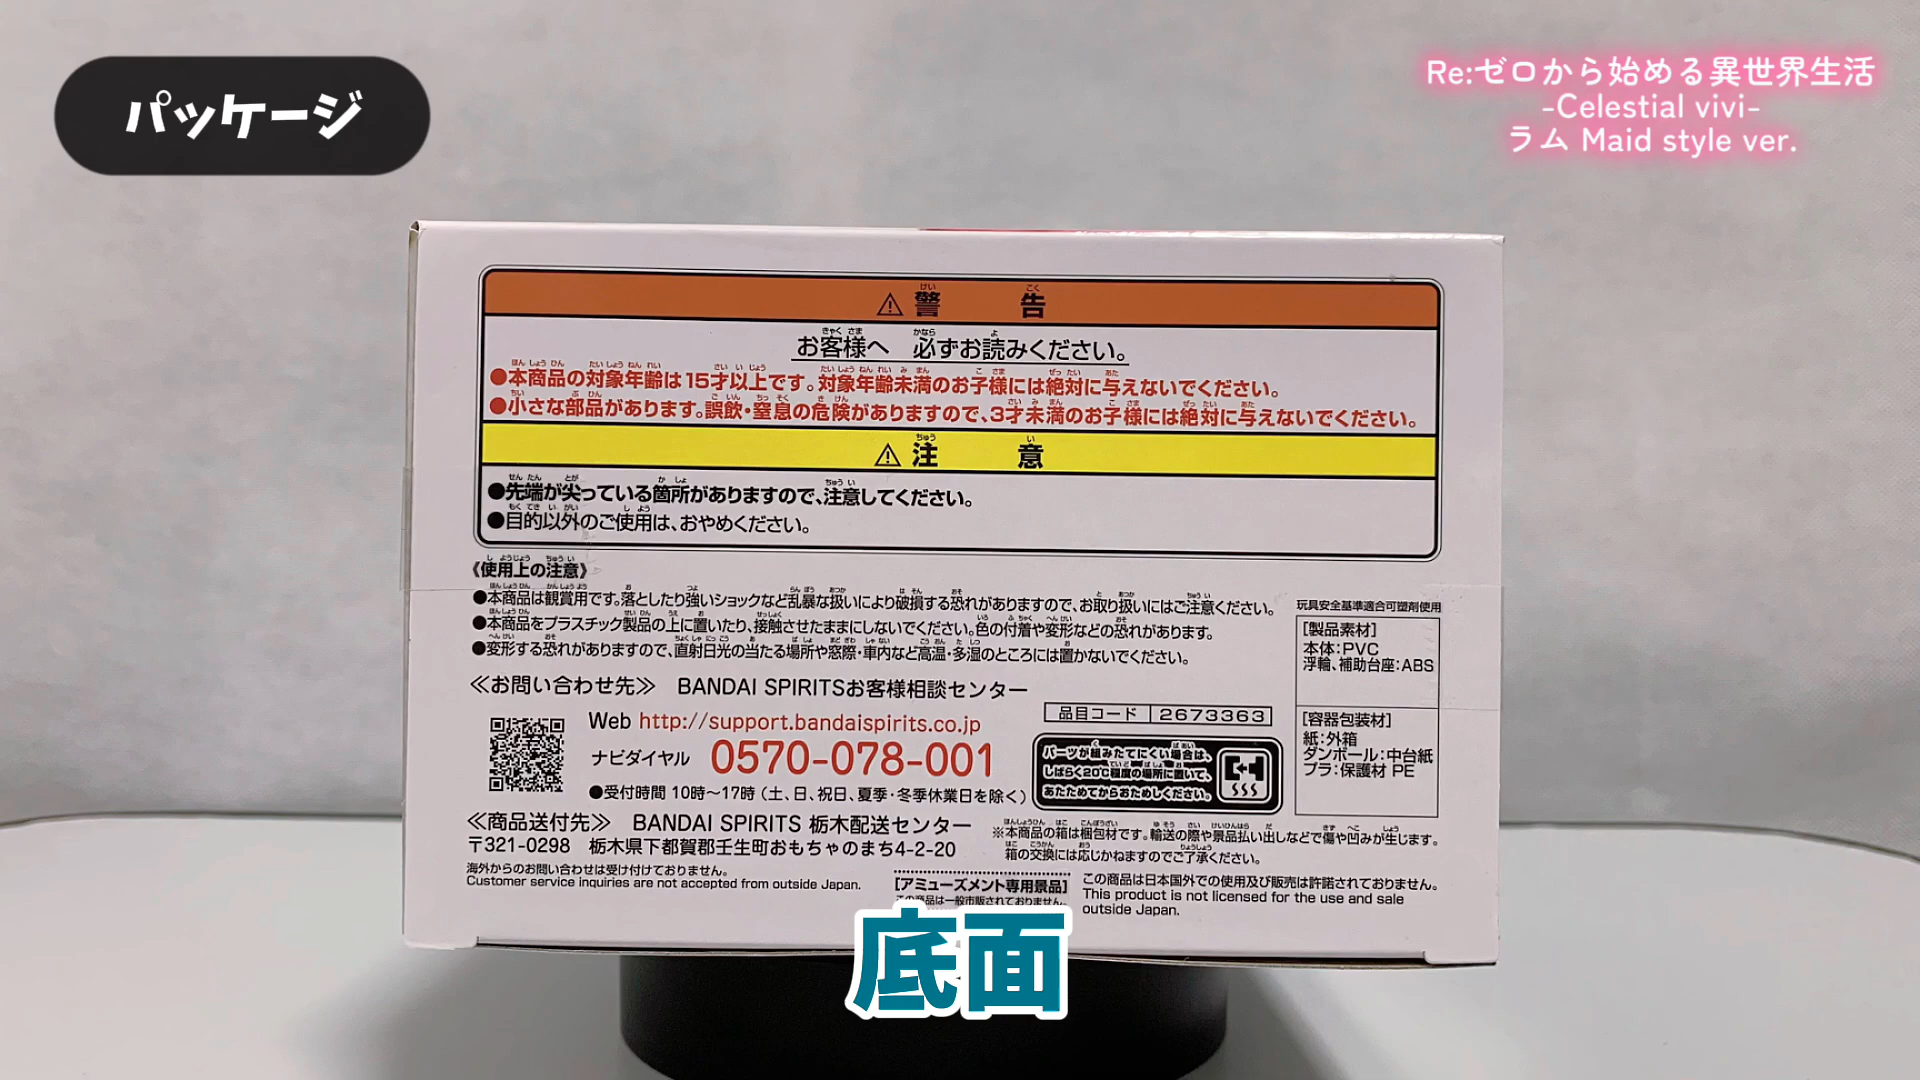 パッケージ
Re:ゼロから始める異世界生活
-Celestial vivi-
ラム Maid style ver.
⚠警告
お客様へ 必ずお読みください。
●本商品の対象年齢は15才以上です。対象年齢未満のお子様には絶対に与えないでください。
●小さな部品があります。誤飲・窒息の危険がありますので、3才未満のお子様には絶対に与えないでください。
⚠注意
●先端が尖っている箇所がありますので、注意してください。
●目的以外のご使用は、おやめください。
《使用上の注意》
●本商品は観賞用です。落としたり強いショックなど乱暴な扱いにより破損する恐れがありますので、お取り扱いにはご注意ください。
●本商品をプラスチック製品の上に置いたり、接触させたままにしないでください。色の付着や変形などの恐れがあります。
●変形する恐れがありますので、直射日光の当たる場所や窓際・車内など高温・多湿のところには置かないでください。
玩具安全基準適合可塑剤使用
[製品素材]
本体:PVC
浮輪、補助台座:ABS
[容器包装材]
紙:外箱
ダンボール:中台紙
プラ:保護材 PE
≪お問い合わせ先≫ BANDAI SPIRITSお客様相談センター
Web http://support.bandaispirits.co.jp
ナビダイヤル 0570-078-001
●受付時間 10時〜17時(土、日、祝日、夏季・冬季休業日を除く)
品目コード 2673363
パーツが組みたてにくい場合は、
しばらく20℃程度の場所に置いて、
あたためてからおためしください。
≪商品送付先≫ BANDAI SPIRITS 栃木配送センター
〒321-0298 栃木県下都賀郡壬生町おもちゃのまち4-2-20
※本商品の箱は梱包材です。輸送の際や景品払い出しなどで傷や凹みが生じます。
箱の交換には応じかねますのでご了承ください。
海外からのお問い合わせは受け付けておりません。
Customer service inquiries are not accepted from outside Japan.
[アミューズメント専用景品]
この商品は一般市販されておりません。
この商品は日本国外での使用及び販売は許諾されておりません。
This product is not licensed for the use and sale
outside Japan.
底面